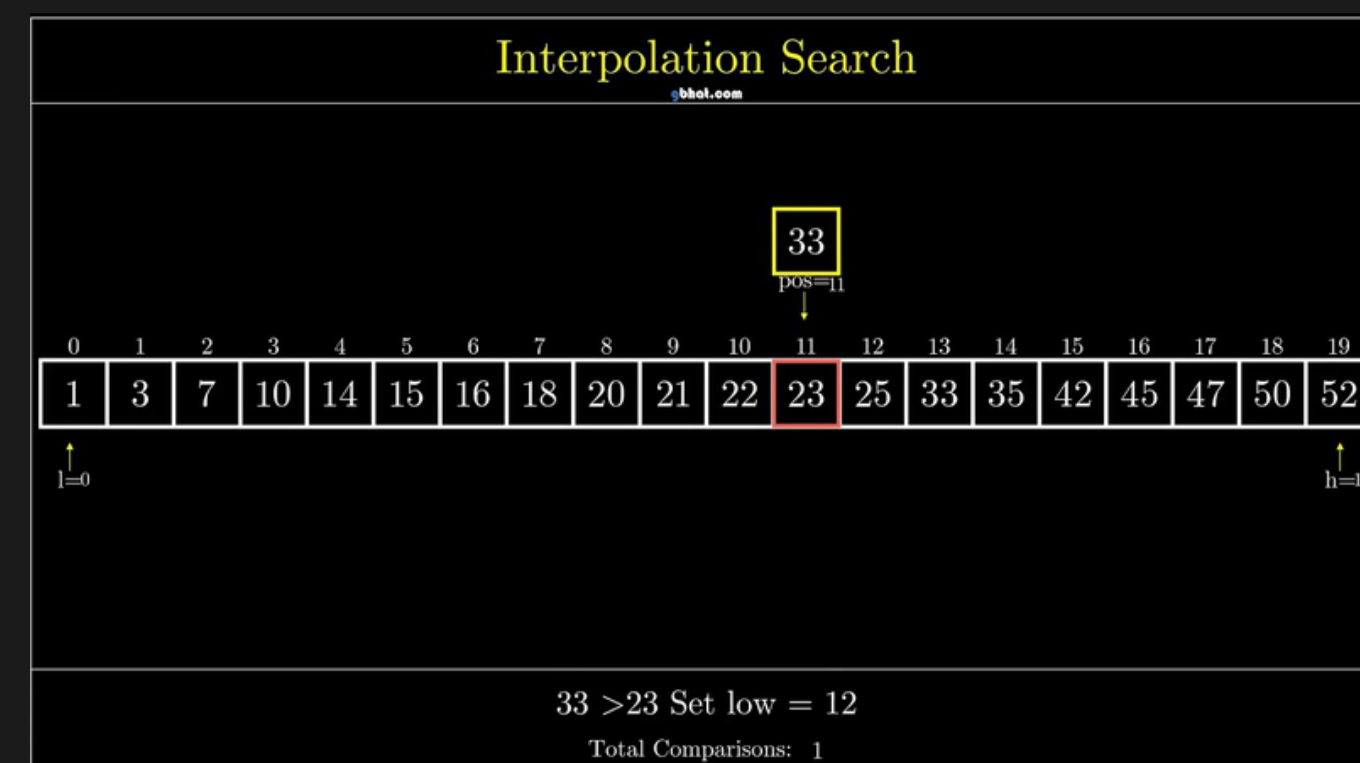 Interpolation Search
gbhat.com
33
pos=11
0 1 2 3 4 5 6 7 8 9 10 11 12 13 14 15 16 17 18 19
1 3 7 10 14 15 16 18 20 21 22 23 25 33 35 42 45 47 50 52
l=0 h=1
33 >23 Set low = 12
Total Comparisons: 1